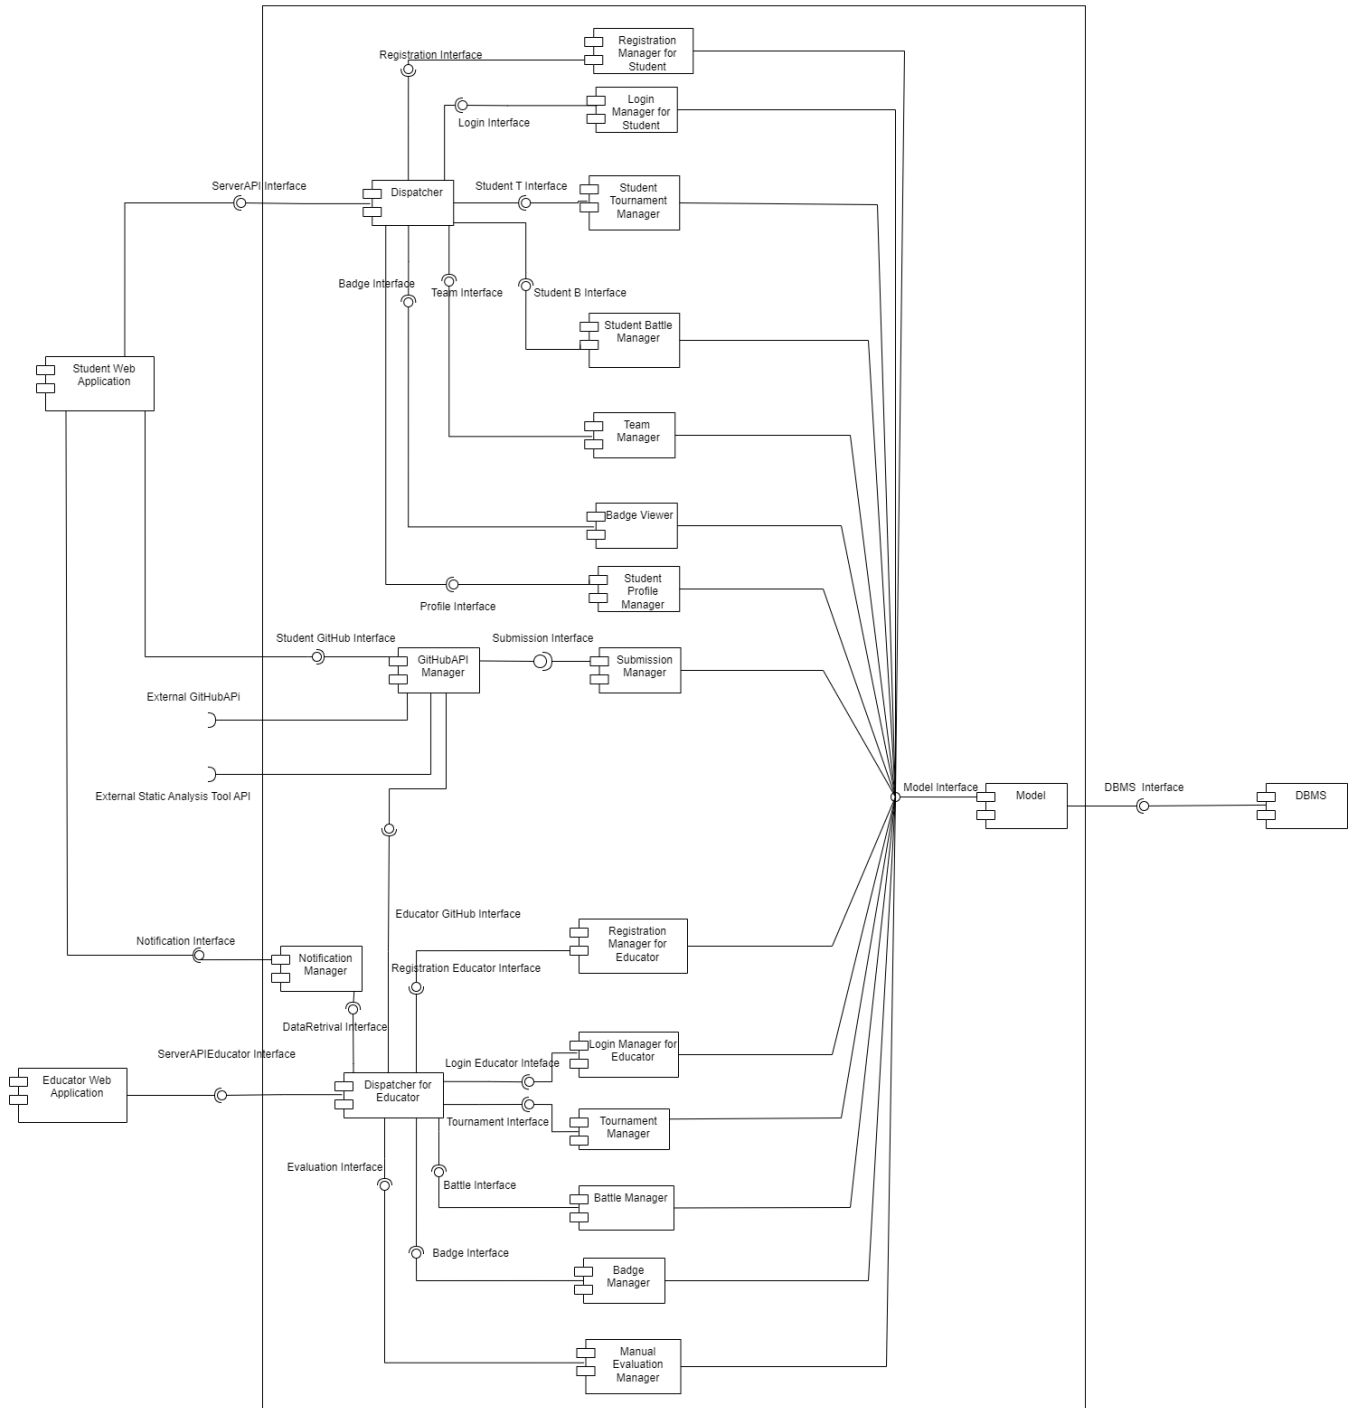 Registration Interface
Registration
Manager for
Student
Login Interface
Login
Manager for
Student
ServerAPI Interface
Dispatcher
Student T Interface
Student
Tournament
Manager
Badge Interface
Team Interface
Student B Interface
Student Battle
Manager
Student Web
Application
Team
Manager
Badge Viewer
Student
Profile
Manager
Profile Interface
Student GitHub Interface
GitHubAPI
Manager
Submission Interface
Submission
Manager
External GitHubAPi
External Static Analysis Tool API
Model Interface
Model
DBMS Interface
DBMS
Educator GitHub Interface
Registration
Manager for
Educator
Notification Interface
Notification
Manager
Registration Educator Interface
DataRetrival Interface
ServerAPIEducator Interface
Login Educator Inteface
Login Manager for
Educator
Educator Web
Application
Dispatcher for
Educator
Tournament Interface
Tournament
Manager
Evaluation Interface
Battle Interface
Battle Manager
Badge Interface
Badge
Manager
Manual
Evaluation
Manager